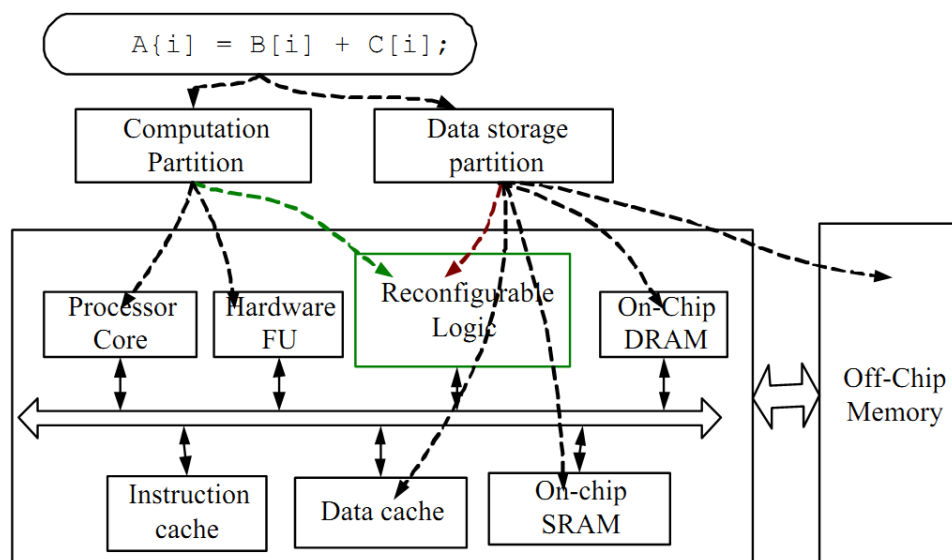 A{i] = B[i] + C[i];
Computation
Partition
Data storage
partition
Processor
Core
Hardware
FU
Reconfigurable
Logic
On-Chip
DRAM
Off-Chip
Memory
Instruction
cache
Data cache
On-chip
SRAM